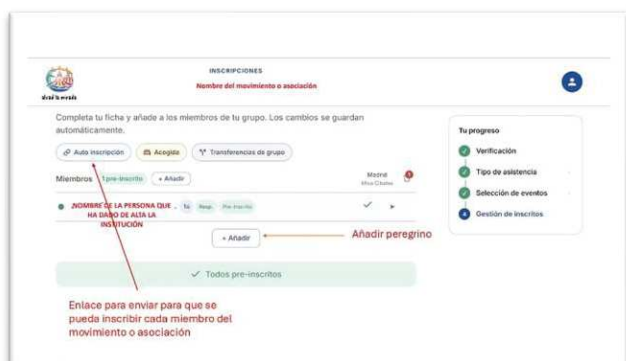 INSCRIPCIONES
Nombre del movimiento o asociación
alzad la mirada
Completa tu ficha y añade a los miembros de tu grupo. Los cambios se guardan
automáticamente.
Auto inscripción
Acogida
Transferencias de grupo
Miembros
1 pre-inscrito
+ Añadir
Madrid
NOMBRE DE LA PERSONA QUE
HA DADO DE ALTA LA
INSTITUCIÓN
Tú
Resp.
Pre-inscrito
+ Añadir
Añadir peregrino
✓ Todos pre-inscritos
Enlace para enviar para que se
pueda inscribir cada miembro del
movimiento o asociación
Tu progreso
Verificación
Tipo de asistencia
Selección de eventos
4 Gestión de inscritos